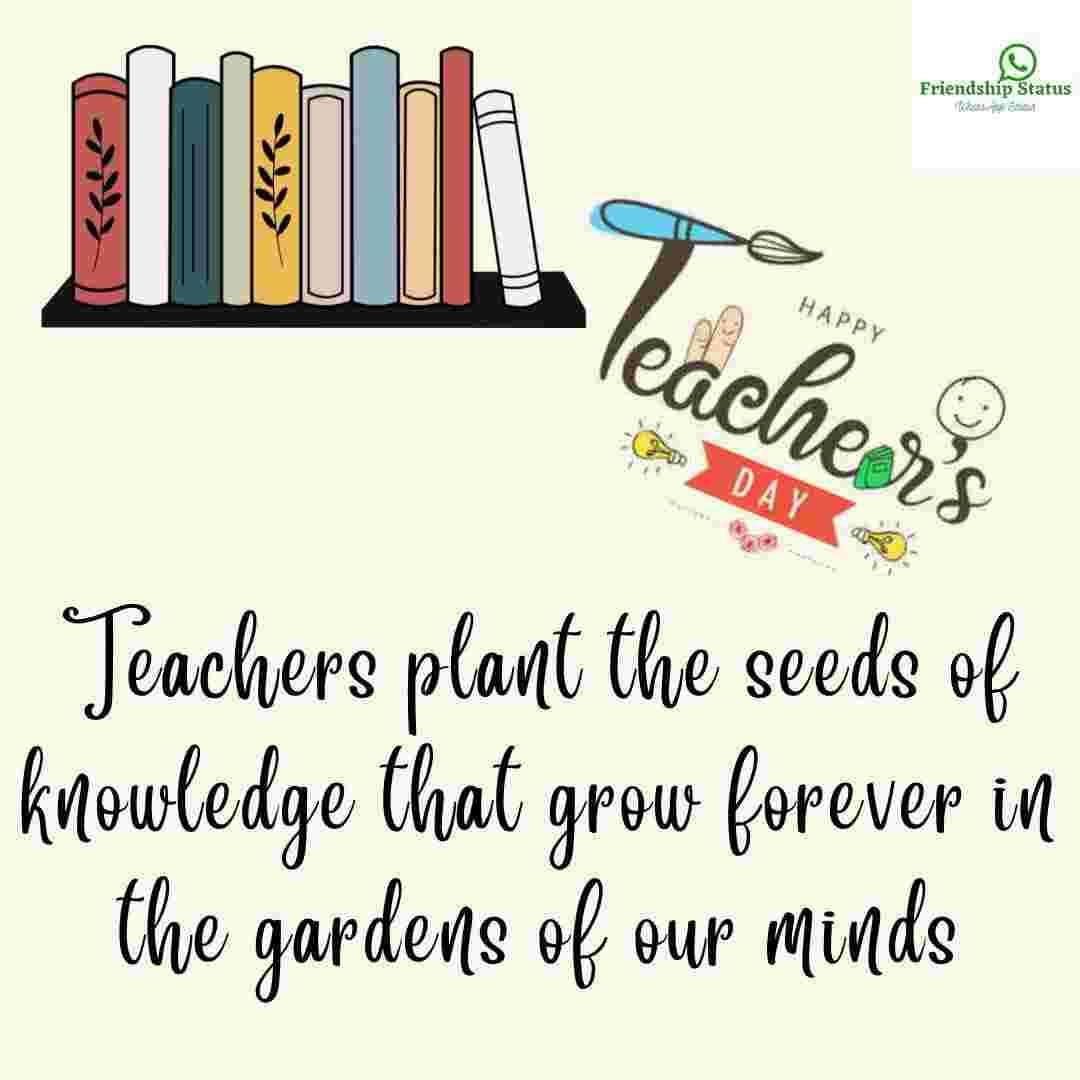 Friendship Status
WhatsApp Status
HAPPY
Teacher's
DAY
Teachers plant the seeds of
knowledge that grow forever in
the gardens of our minds